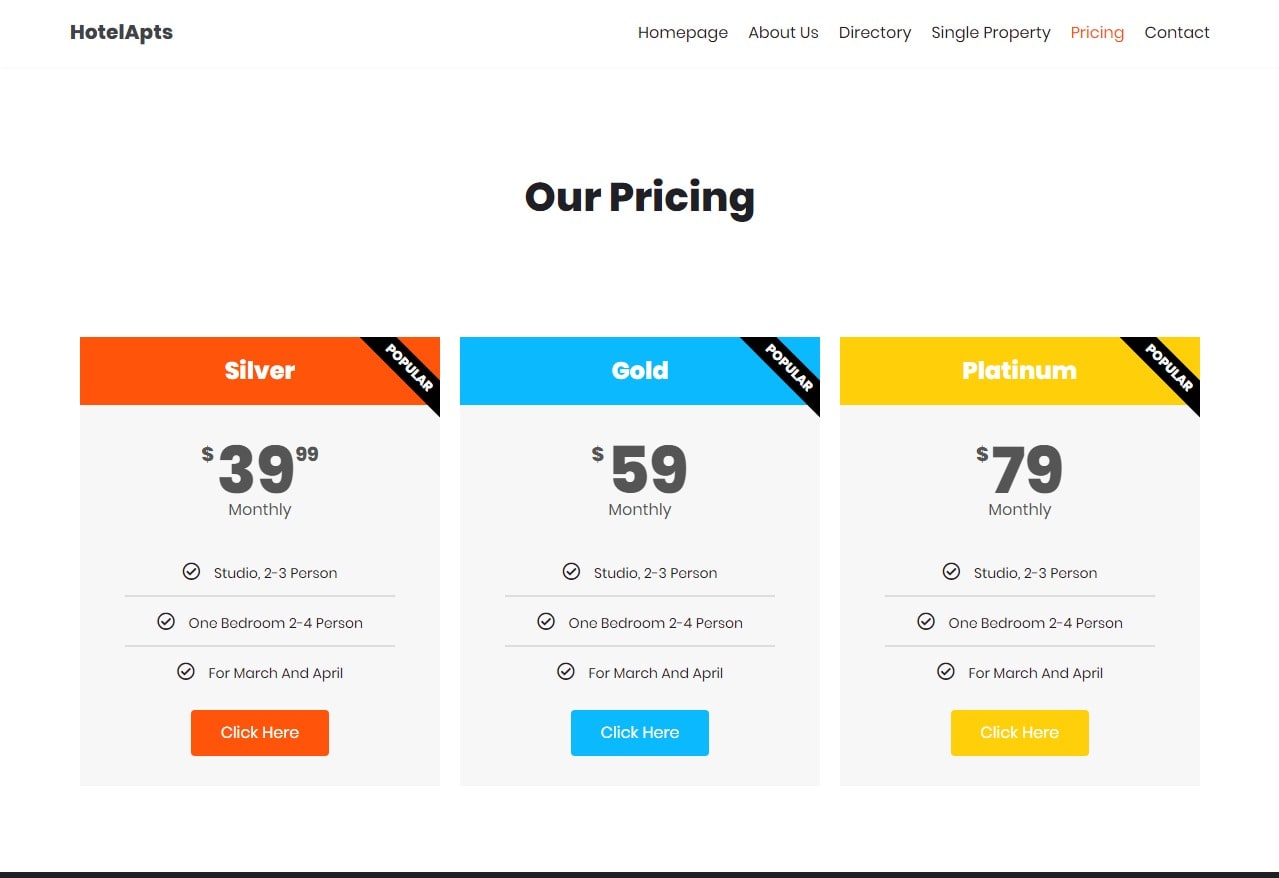 HotelApts
Homepage About Us Directory Single Property Pricing Contact
Our Pricing
Silver
POPULAR
$39.99
Monthly
Studio, 2-3 Person
One Bedroom 2-4 Person
For March And April
Click Here
Gold
POPULAR
$59
Monthly
Studio, 2-3 Person
One Bedroom 2-4 Person
For March And April
Click Here
Platinum
POPULAR
$79
Monthly
Studio, 2-3 Person
One Bedroom 2-4 Person
For March And April
Click Here